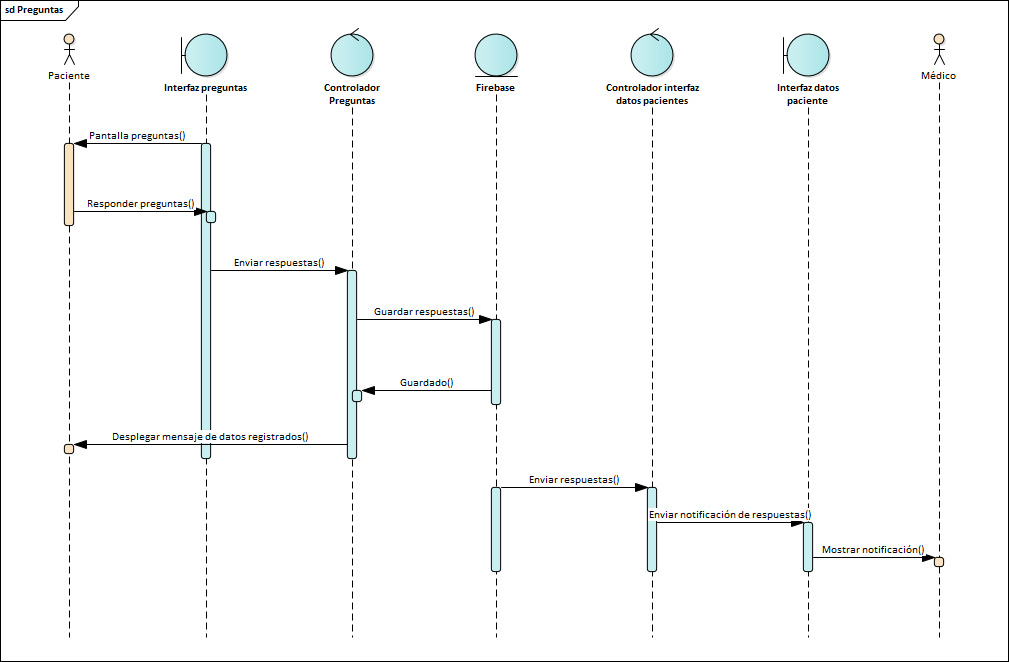 sd Preguntas
Paciente
Interfaz preguntas
Controlador
Preguntas
Firebase
Controlador interfaz
datos pacientes
Interfaz datos
paciente
Médico
Pantalla preguntas()
Responder preguntas()
Enviar respuestas()
Guardar respuestas()
Guardado()
Desplegar mensaje de datos registrados()
Enviar respuestas()
Enviar notificación de respuestas()
Mostrar notificación()